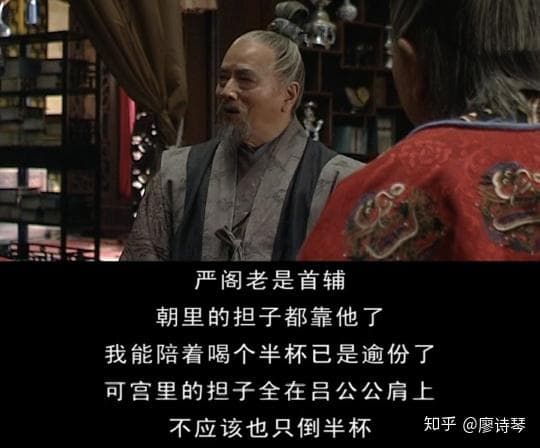 严阁老是首辅
朝里的担子都靠他了
我能陪着喝个半杯已是逾份了
可宫里的担子全在吕公公肩上
不应该也只倒半杯
知乎 @廖诗琴